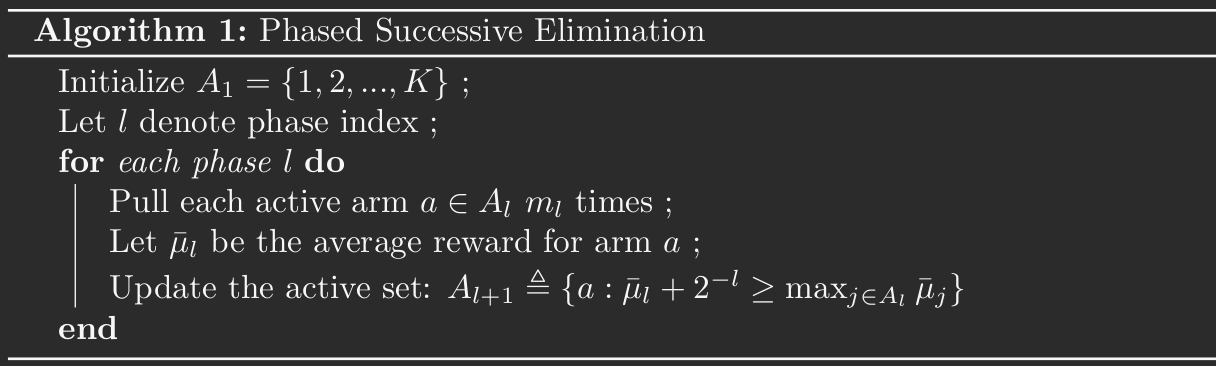 Algorithm 1: Phased Successive Elimination
Initialize A₁ = {1, 2, ..., K} ;
Let l denote phase index ;
for each phase l do
Pull each active arm a ∈ Aₗ mₗ times ;
Let μ̄ₗ be the average reward for arm a ;
Update the active set: Aₗ₊₁ ≜ {a : μ̄ₗ + 2⁻ˡ ≥ max_{j∈Aₗ} μ̄ⱼ}
end